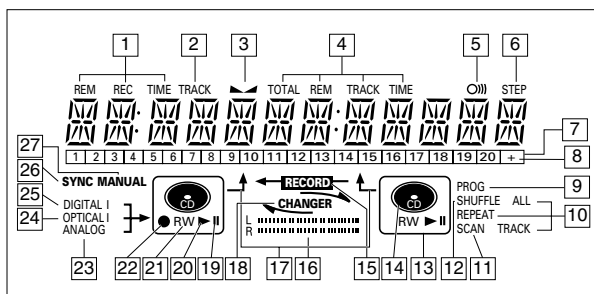 1 2 3 4 5 6
REM REC TIME TRACK TOTAL REM TRACK TIME STEP
1 2 3 4 5 6 7 8 9 10 11 12 13 14 15 16 17 18 19 20 +
7
8
27
26
SYNC MANUAL
25
DIGITAL I
24
OPTICAL I
ANALOG
CD
RW
RECORD
CHANGER
L
R
CD
RW
PROG
9
SHUFFLE ALL
REPEAT
10
SCAN TRACK
23 22 21 20 19 18 17 16 15 14 13 12 11